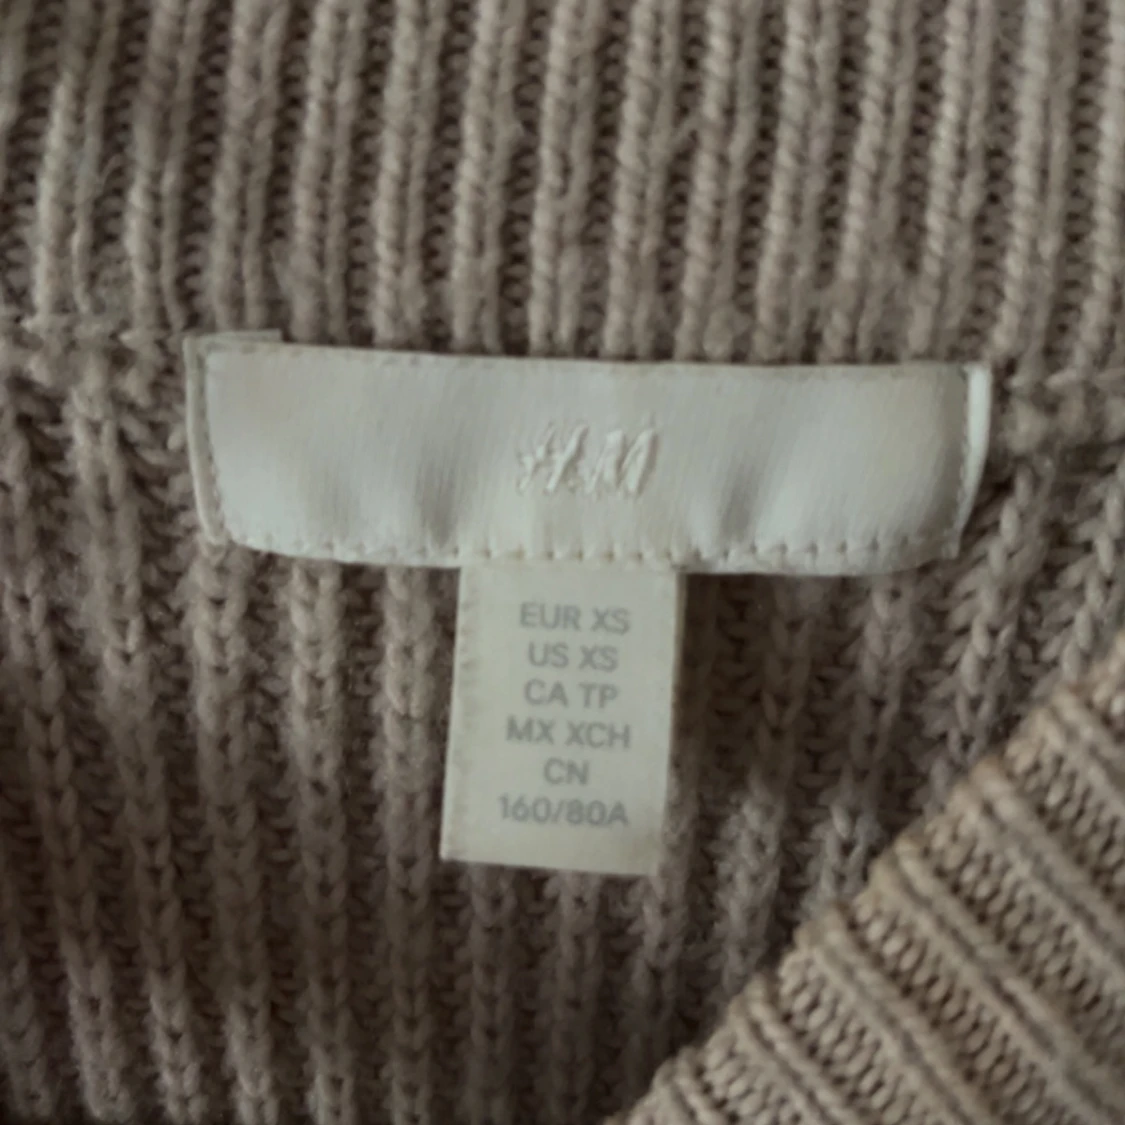 H&M
EUR XS
US XS
CA TP
MX XCH
CN
160/80A